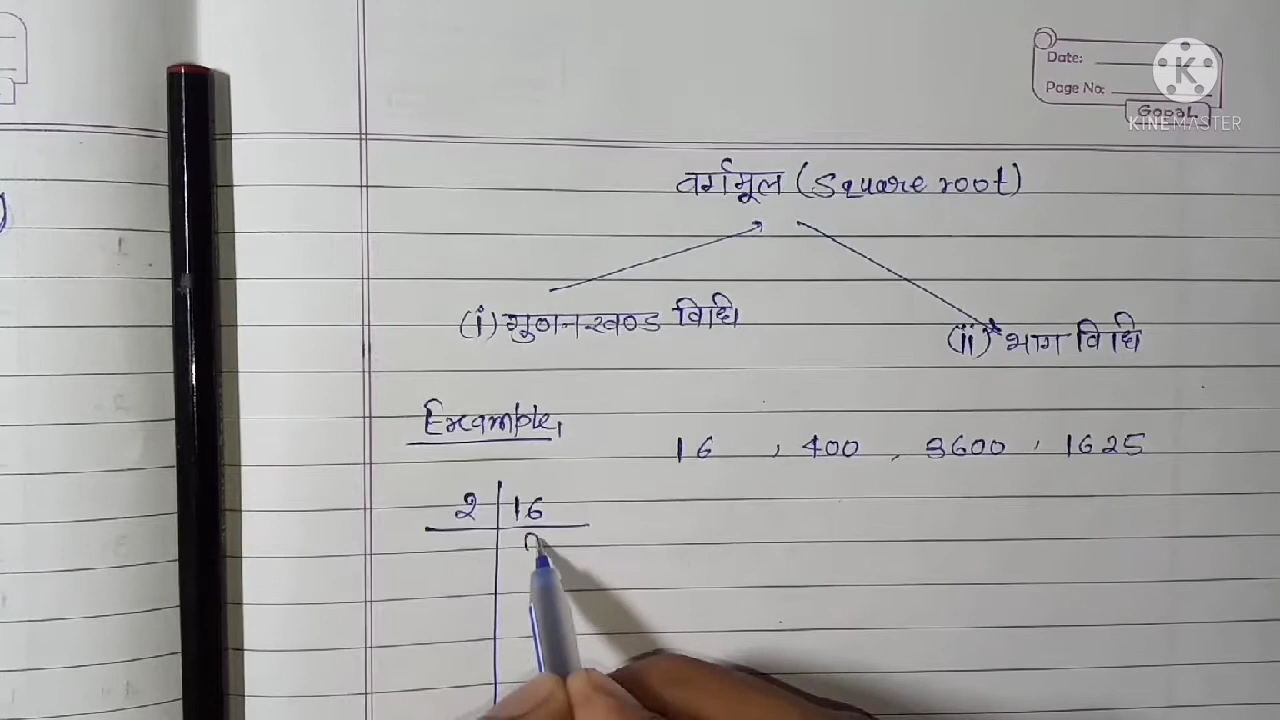 Date:
Page No:
Gopal
KINEMASTER
वर्गमूल (Square root)
(i) गुणनखण्ड विधि
(ii) भाग विधि
Example,
16 , 400 , 3600 , 1625
2 16